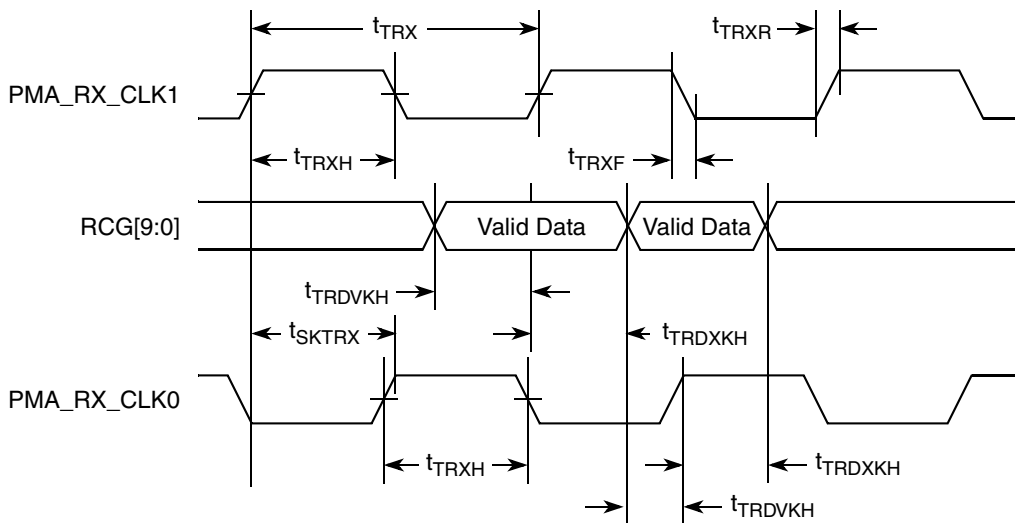 tTRX
tTRXR
PMA_RX_CLK1
tTRXH
tTRXF
RCG[9:0]
Valid Data
Valid Data
tTRDVKH
tSKTRX
tTRDXKH
PMA_RX_CLK0
tTRXH
tTRDXKH
tTRDVKH